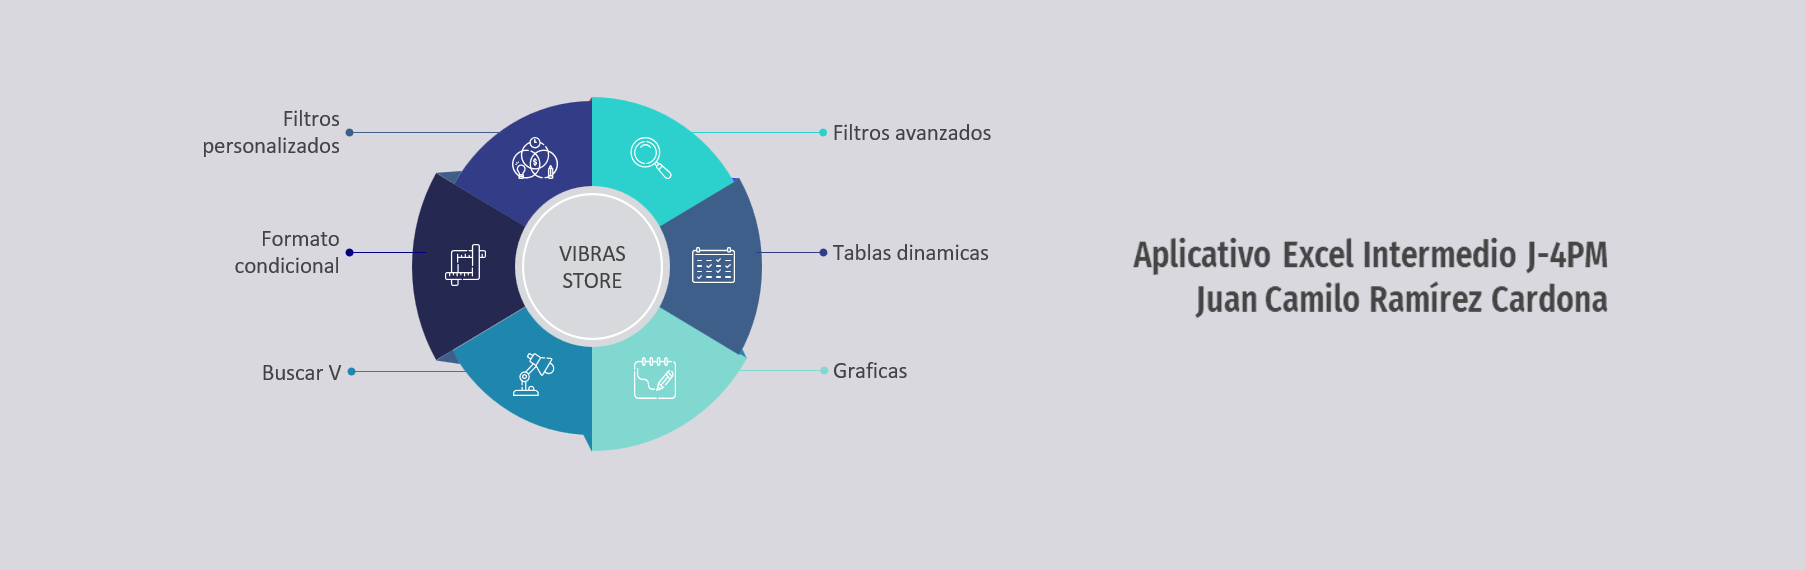 Filtros
personalizados
Formato
condicional
Buscar V
VIBRAS
STORE
Filtros avanzados
Tablas dinamicas
Graficas
Aplicativo Excel Intermedio J-4PM
Juan Camilo Ramírez Cardona